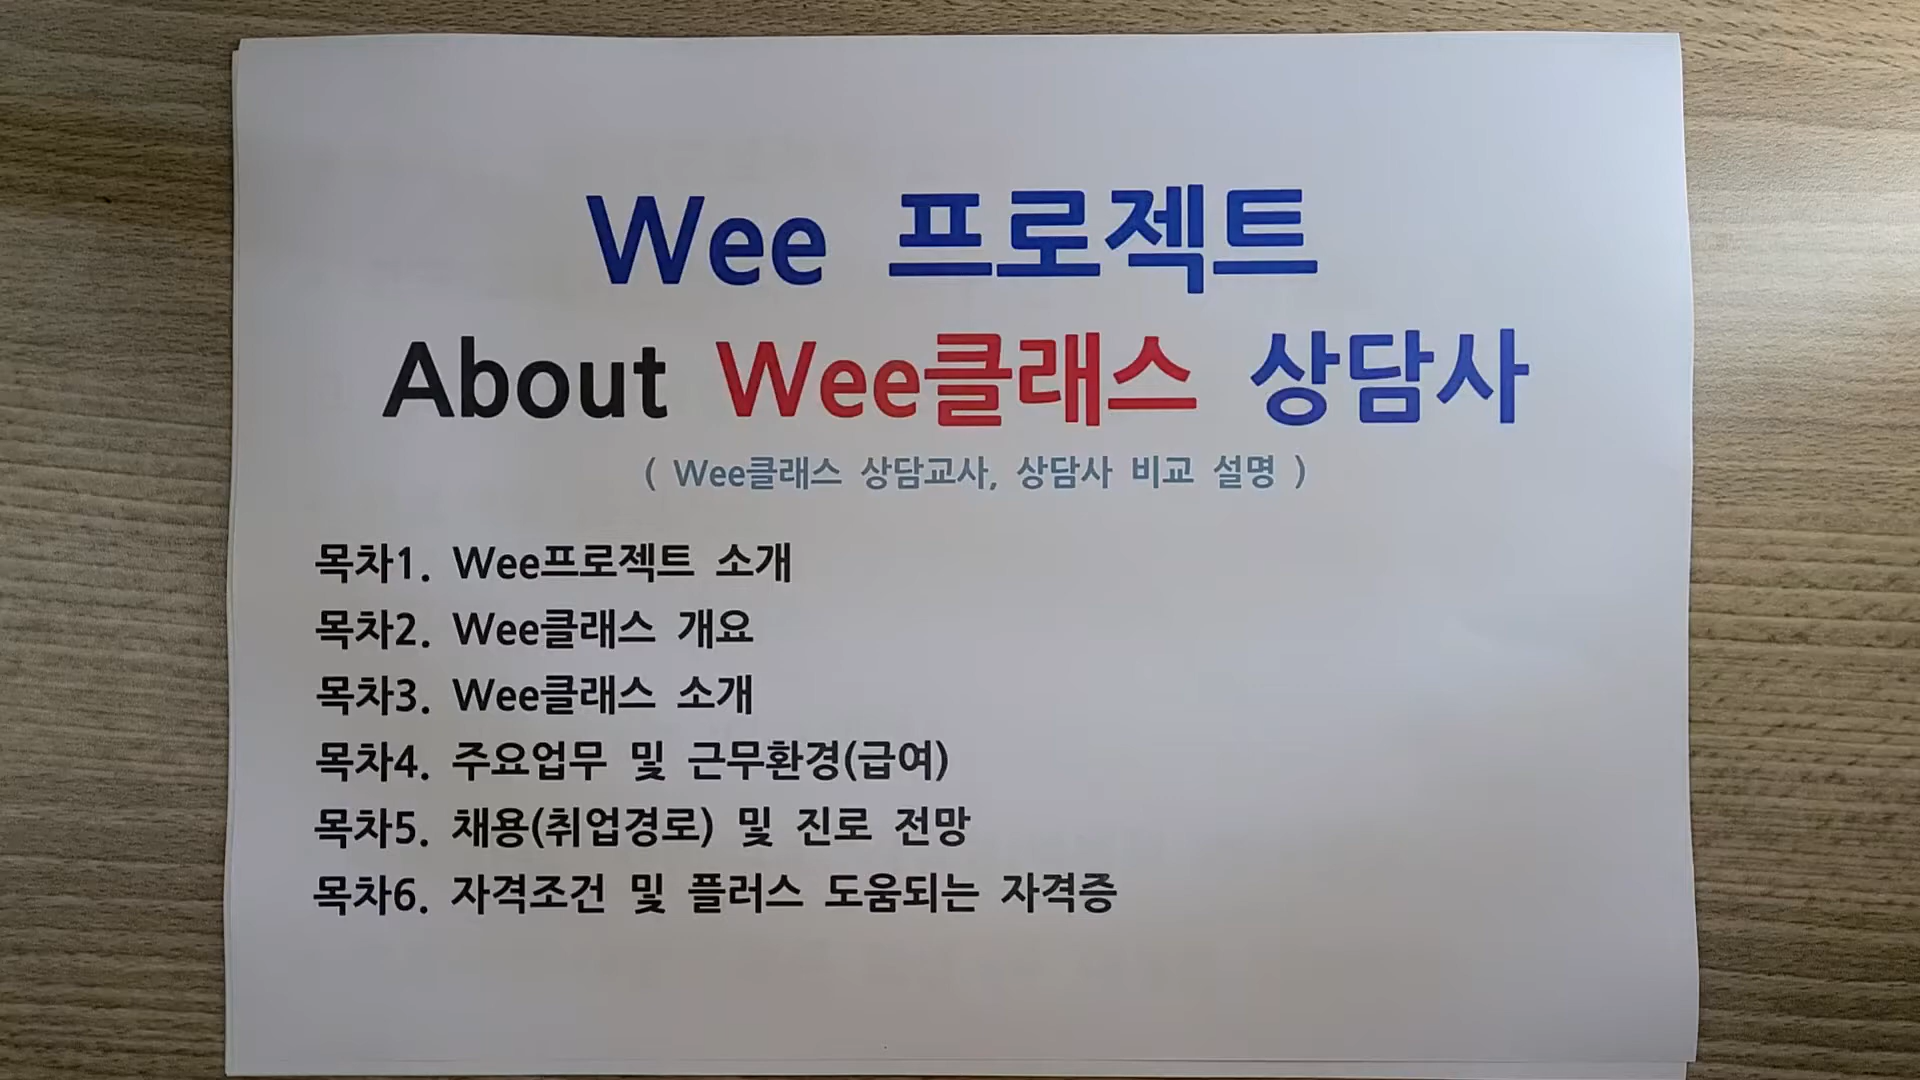 Wee 프로젝트
About Wee클래스 상담사
( Wee클래스 상담교사, 상담사 비교 설명 )
목차1. Wee프로젝트 소개
목차2. Wee클래스 개요
목차3. Wee클래스 소개
목차4. 주요업무 및 근무환경(급여)
목차5. 채용(취업경로) 및 진로 전망
목차6. 자격조건 및 플러스 도움되는 자격증